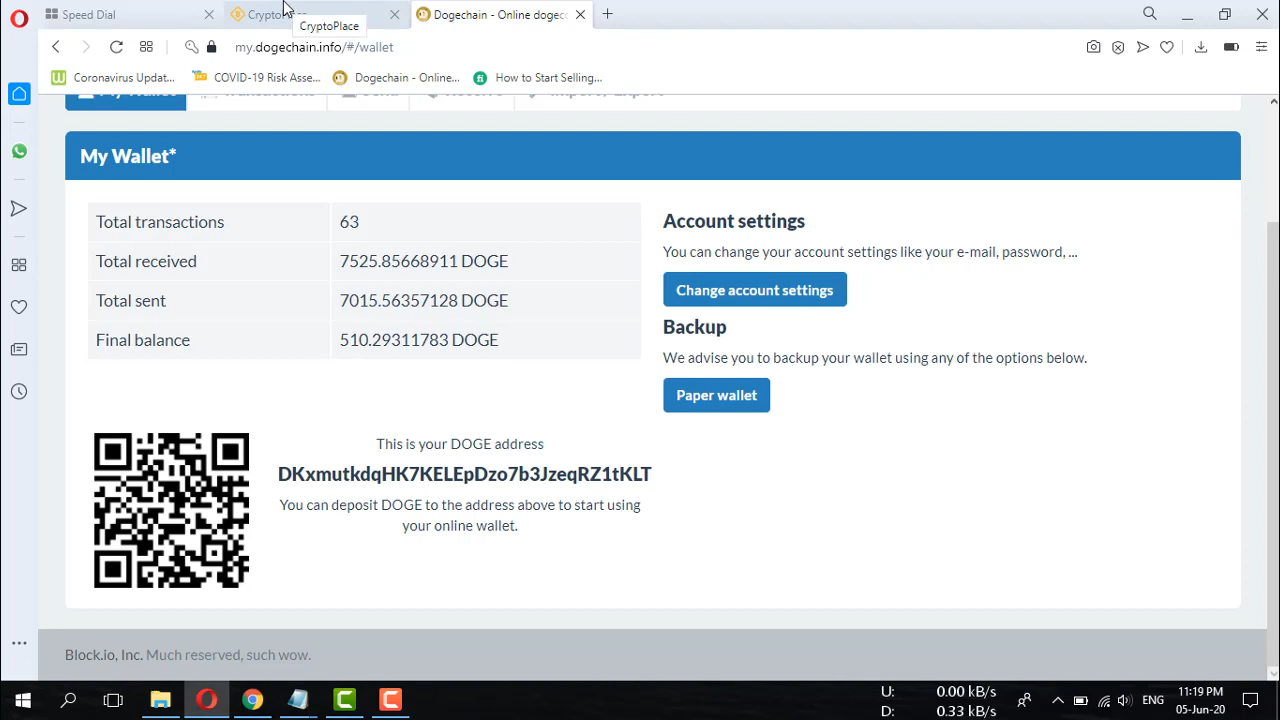 Speed Dial
CryptoPlace
Dogechain - Online dogec
CryptoPlace
my.dogechain.info/#/wallet
Coronavirus Updat...
COVID-19 Risk Asse...
Dogechain - Online...
How to Start Selling...
My Wallet*
Total transactions 63
Total received 7525.85668911 DOGE
Total sent 7015.56357128 DOGE
Final balance 510.29311783 DOGE
Account settings
You can change your account settings like your e-mail, password, ...
Change account settings
Backup
We advise you to backup your wallet using any of the options below.
Paper wallet
This is your DOGE address
DKxmutkdqHK7KELEpDzo7b3JzeqRZ1tKLT
You can deposit DOGE to the address above to start using
your online wallet.
Block.io, Inc. Much reserved, such wow.
U: 0.00 kB/s
D: 0.33 kB/s
ENG
11:19 PM
05-Jun-20